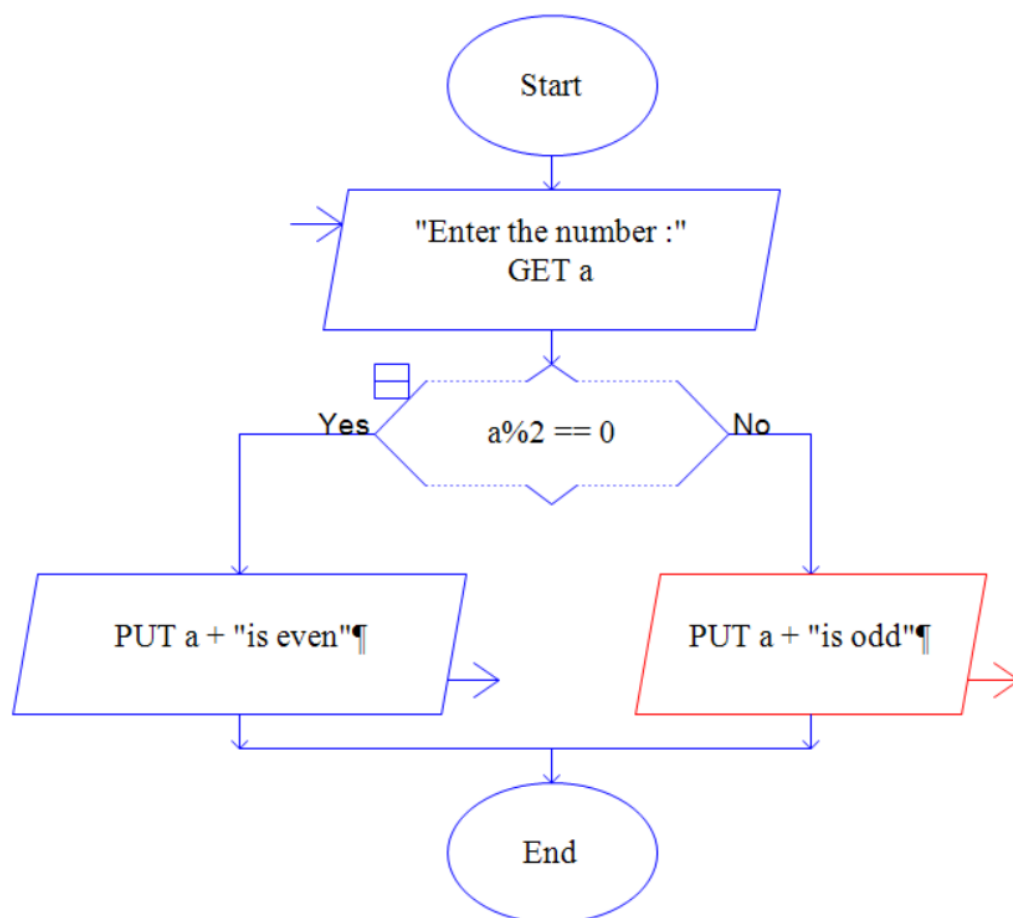 Start
"Enter the number :"
GET a
Yes
a%2 == 0
No
PUT a + "is even"¶
PUT a + "is odd"¶
End